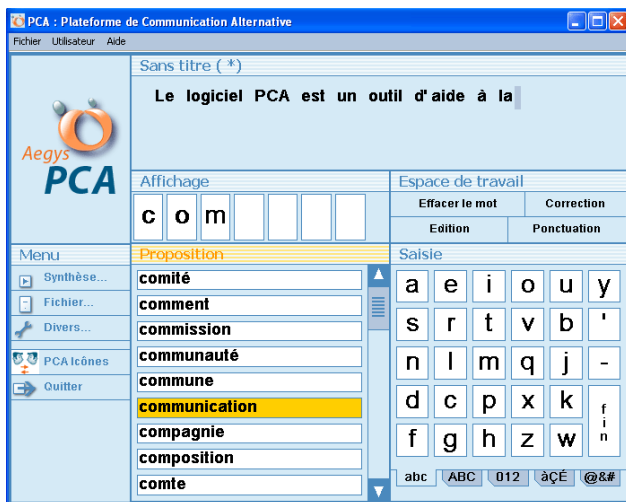 PCA : Plateforme de Communication Alternative
Fichier Utilisateur Aide
Aegys
PCA
Sans titre ( *)
Le logiciel PCA est un outil d'aide à la
Affichage
c o m
Espace de travail
Effacer le mot Correction
Edition Ponctuation
Menu
Synthèse...
Fichier...
Divers...
PCA Icônes
Quitter
Proposition
comité
comment
commission
communauté
commune
communication
compagnie
composition
comte
Saisie
a e i o u y
s r t v b '
n l m q j -
d c p x k fin
f g h z w
abc ABC 012 àÇÉ @&#